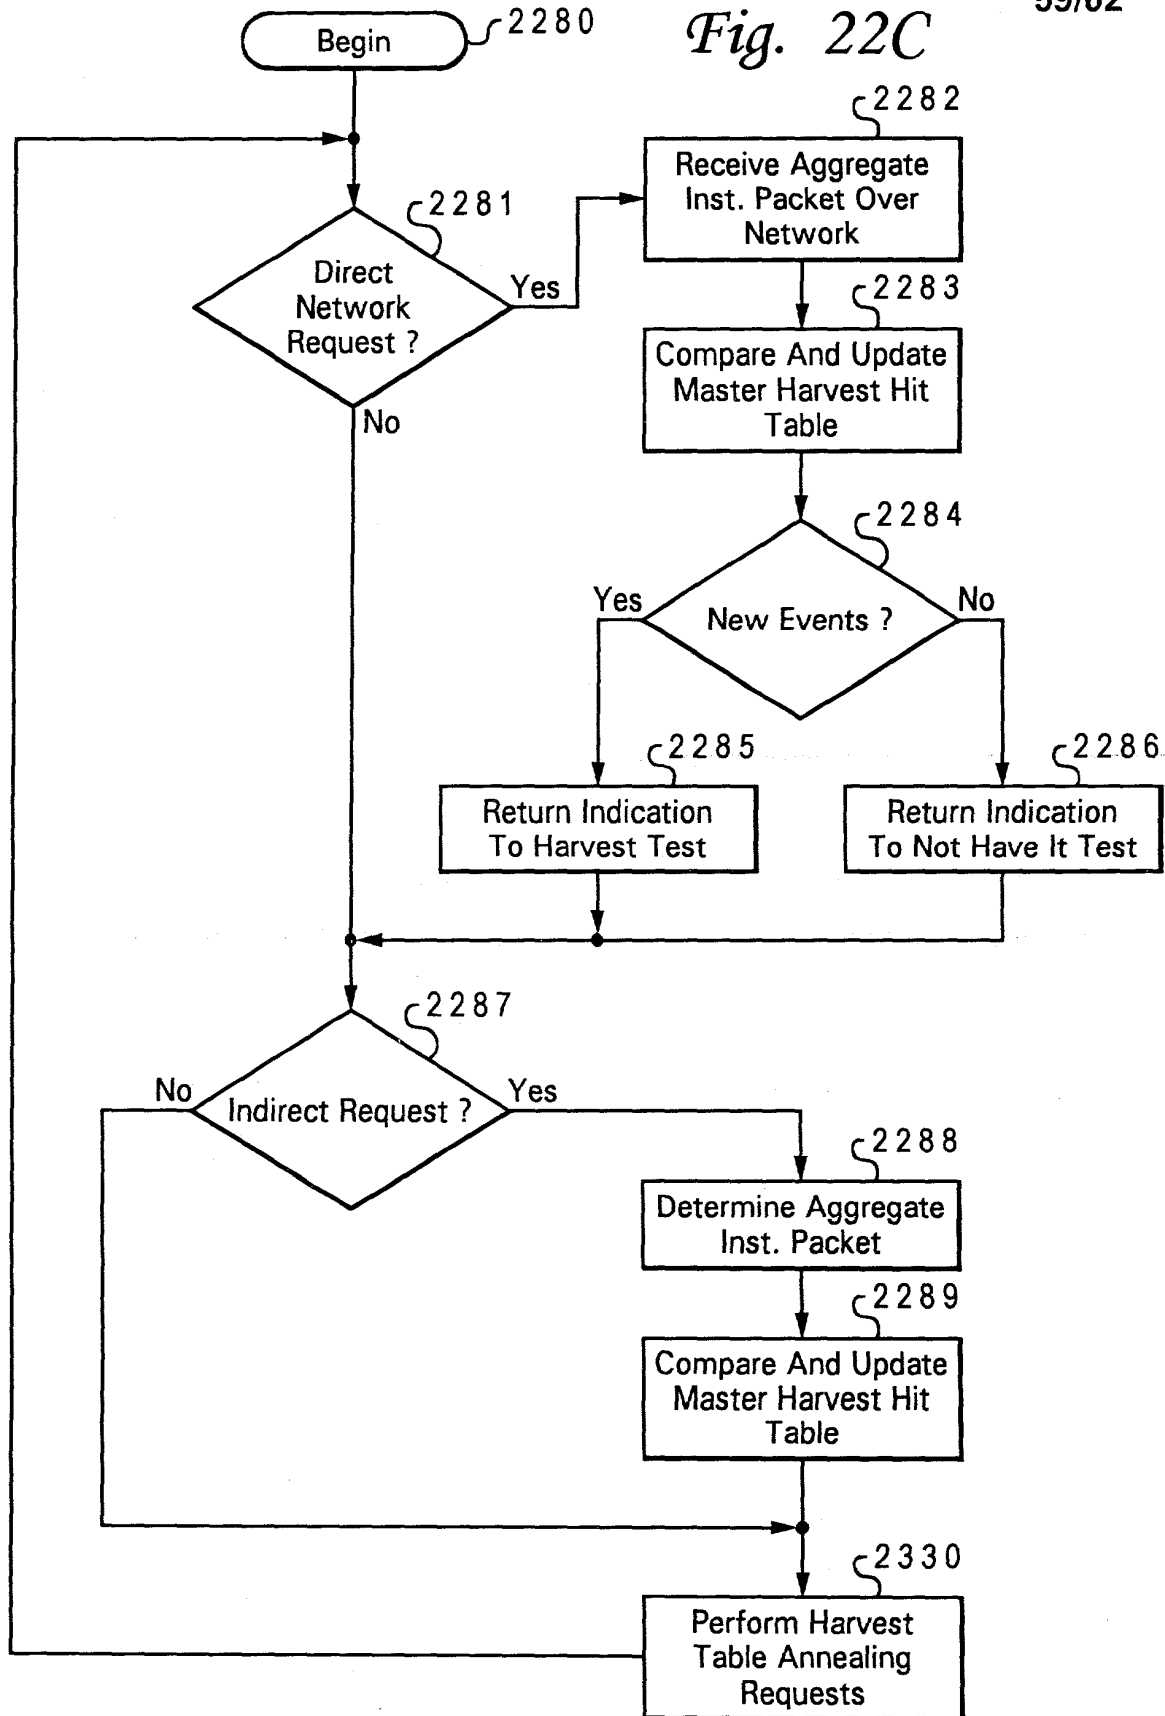 59/62
Fig. 22C
Begin
2280
2281
Direct
Network
Request ?
Yes
No
2282
Receive Aggregate
Inst. Packet Over
Network
2283
Compare And Update
Master Harvest Hit
Table
2284
New Events ?
Yes
No
2285
Return Indication
To Harvest Test
2286
Return Indication
To Not Have It Test
2287
Indirect Request ?
No
Yes
2288
Determine Aggregate
Inst. Packet
2289
Compare And Update
Master Harvest Hit
Table
2330
Perform Harvest
Table Annealing
Requests